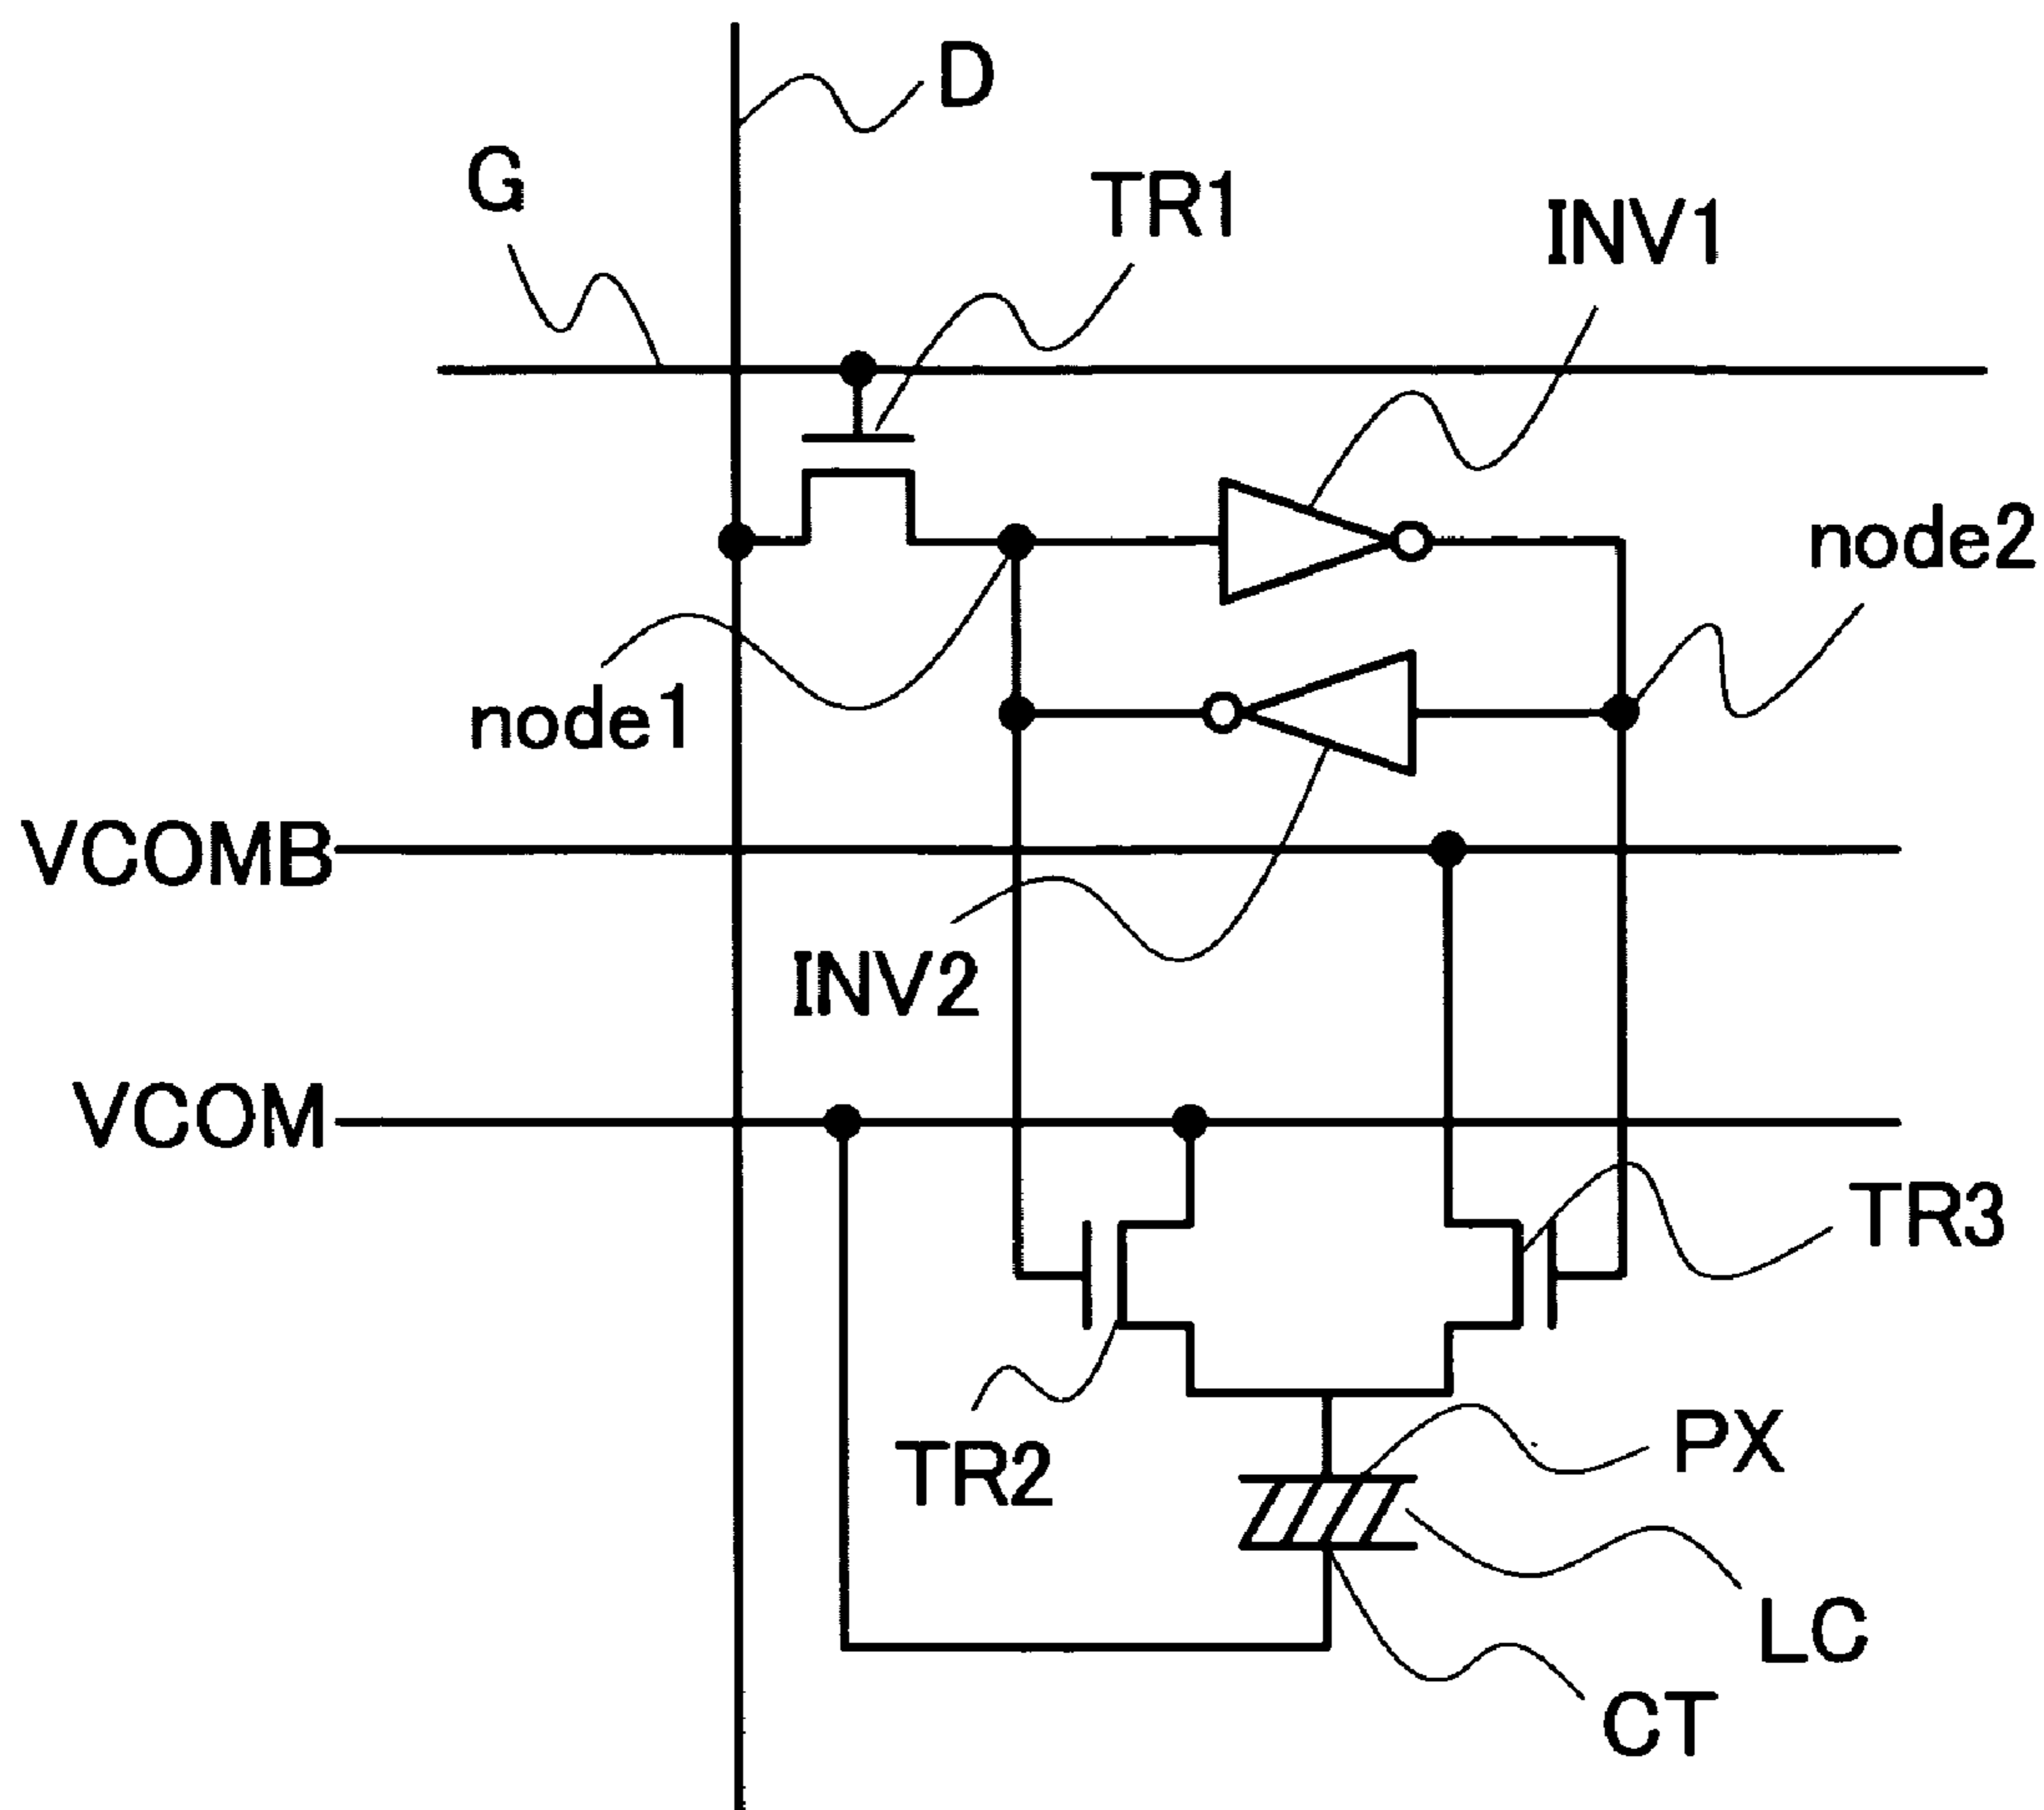 D
G
TR1
INV1
node2
node1
VCOMB
INV2
VCOM
TR3
PX
TR2
LC
CT